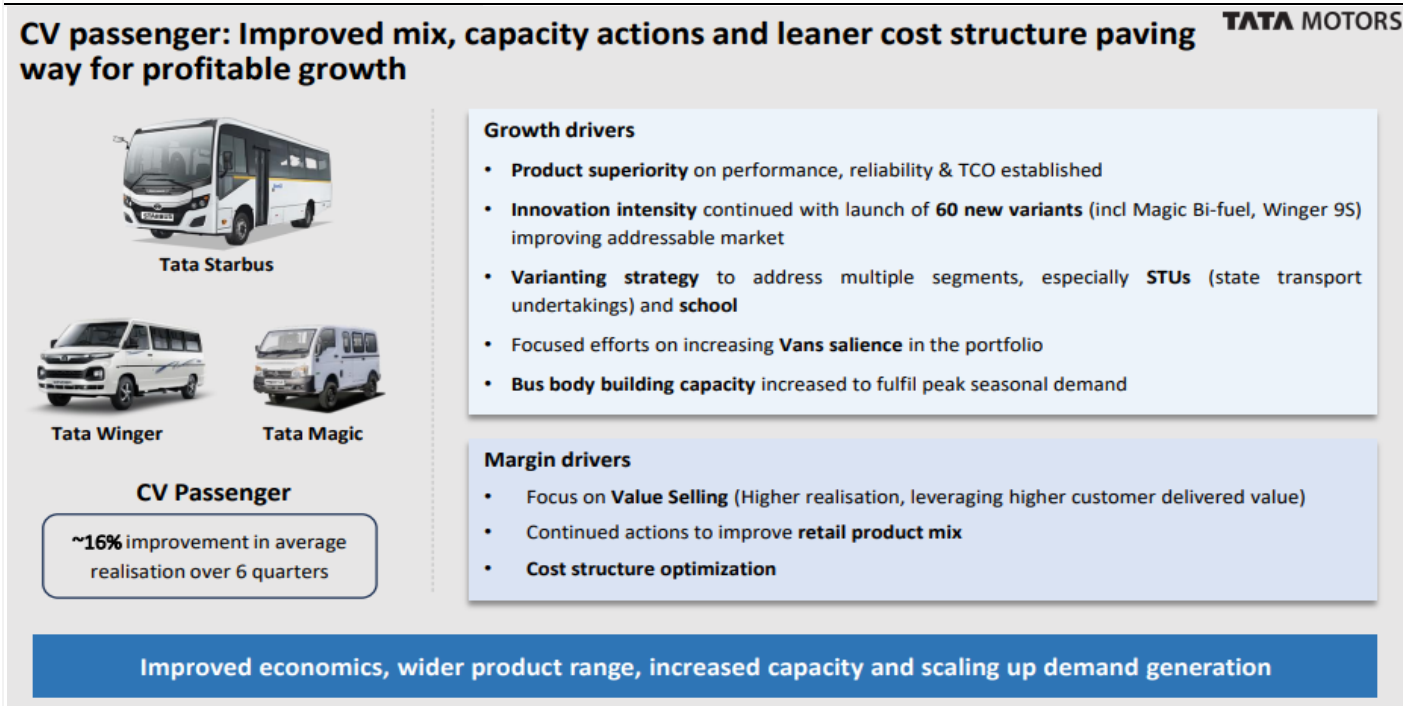 CV passenger: Improved mix, capacity actions and leaner cost structure paving
way for profitable growth
TATA MOTORS
STARBUS
Tata Starbus
Tata Winger
Tata Magic
CV Passenger
~16% improvement in average
realisation over 6 quarters
Growth drivers
• Product superiority on performance, reliability & TCO established
• Innovation intensity continued with launch of 60 new variants (incl Magic Bi-fuel, Winger 9S)
improving addressable market
• Varianting strategy to address multiple segments, especially STUs (state transport
undertakings) and school
• Focused efforts on increasing Vans salience in the portfolio
• Bus body building capacity increased to fulfil peak seasonal demand
Margin drivers
• Focus on Value Selling (Higher realisation, leveraging higher customer delivered value)
• Continued actions to improve retail product mix
• Cost structure optimization
Improved economics, wider product range, increased capacity and scaling up demand generation